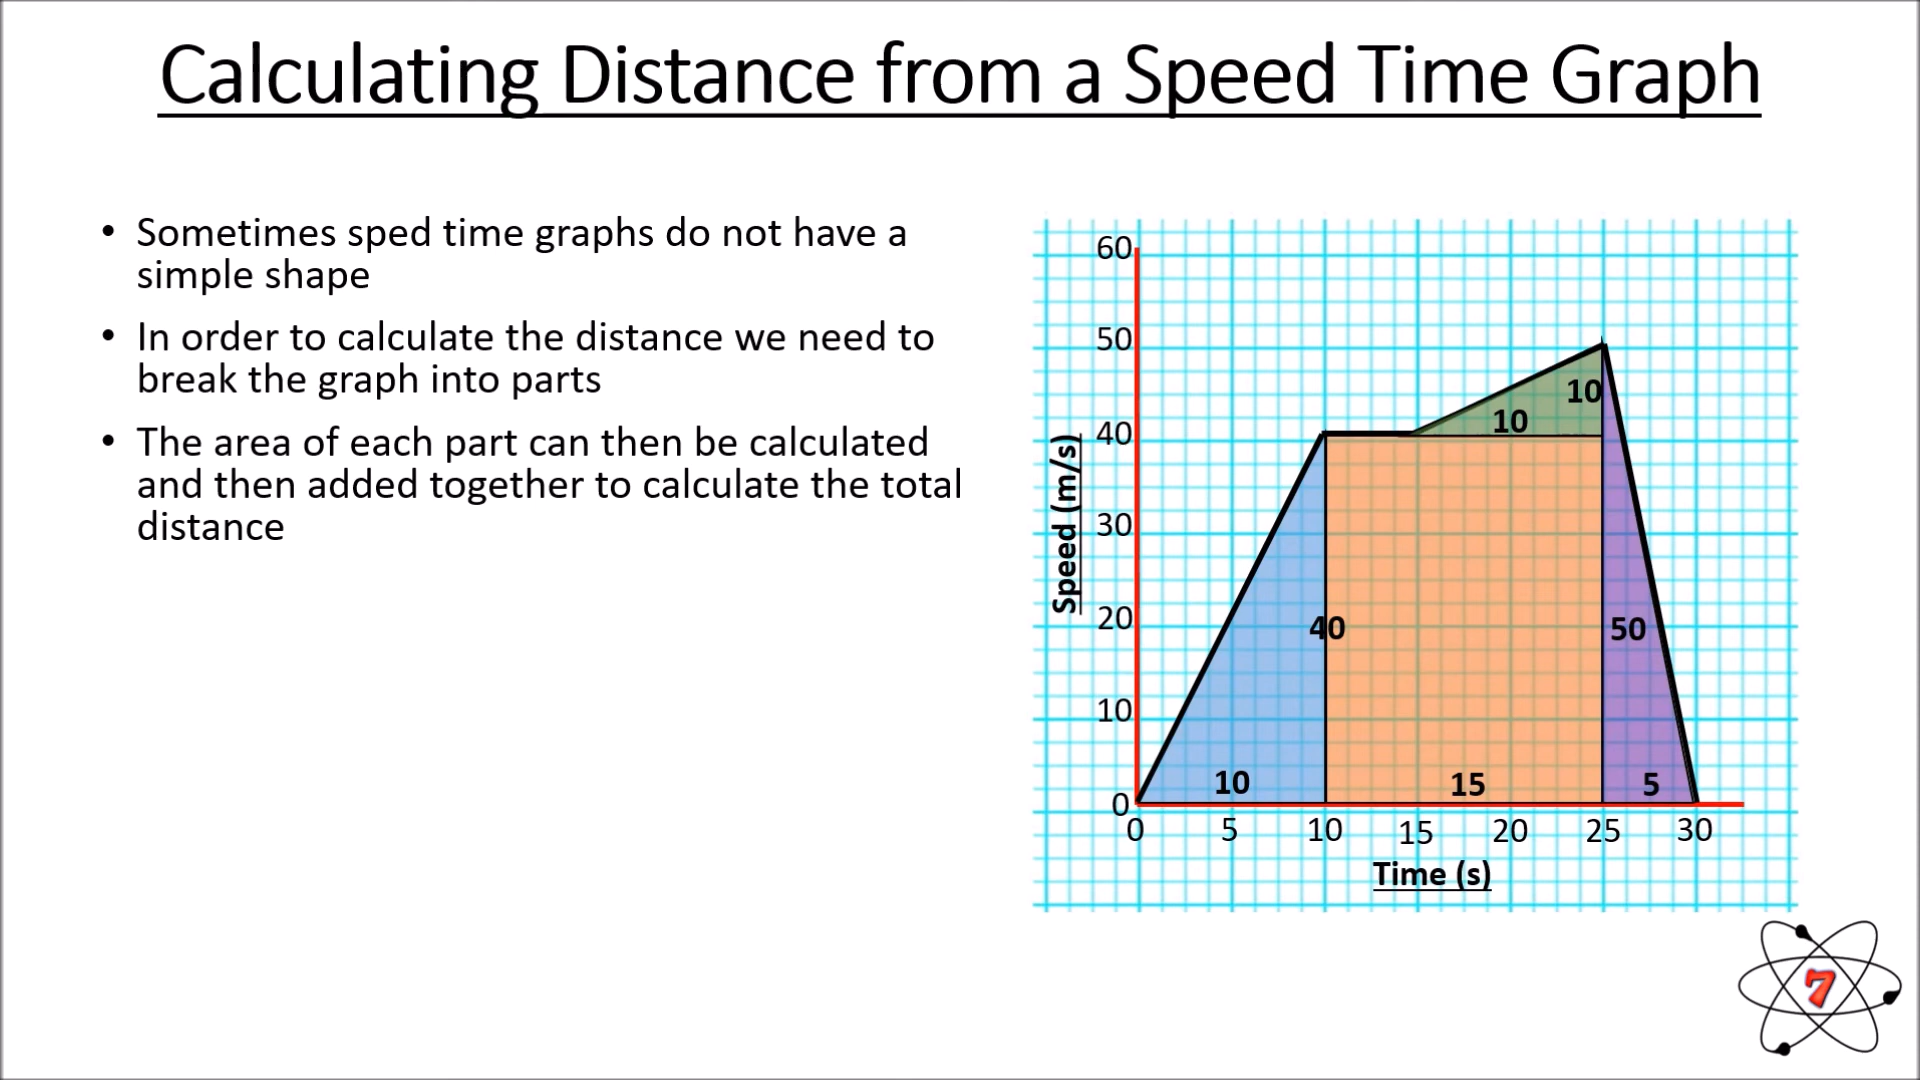 Calculating Distance from a Speed Time Graph
• Sometimes sped time graphs do not have a
simple shape
• In order to calculate the distance we need to
break the graph into parts
• The area of each part can then be calculated
and then added together to calculate the total
distance
Speed (m/s)
60
50
40
30
20
10
0
10
10
40
50
10
15
5
0 5 10 15 20 25 30
Time (s)
7